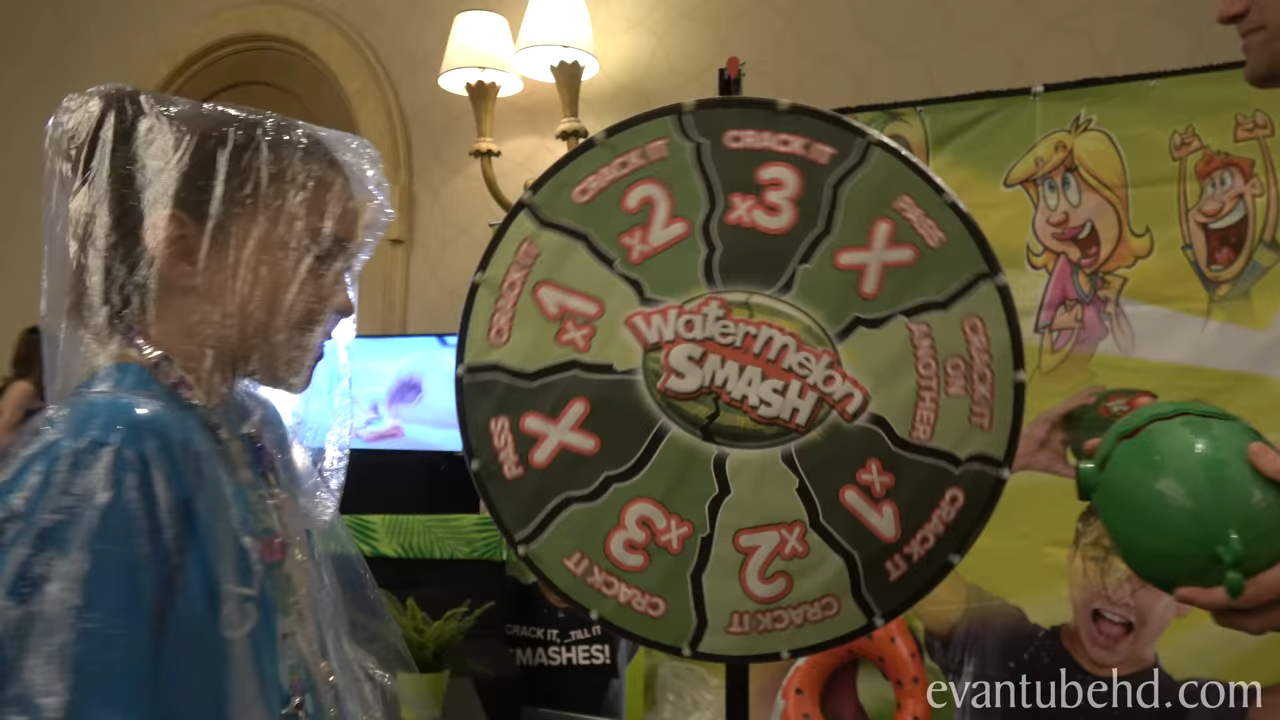 CRACK IT
x3
PASS
X
CRACK IT
ON
ANOTHER
CRACK IT
x1
CRACK IT
x2
CRACK IT
x3
PASS
X
CRACK IT
x1
CRACK IT
x2
Watermelon
SMASH
CRACK IT, ...TILL IT
SMASHES!
evantubehd.com